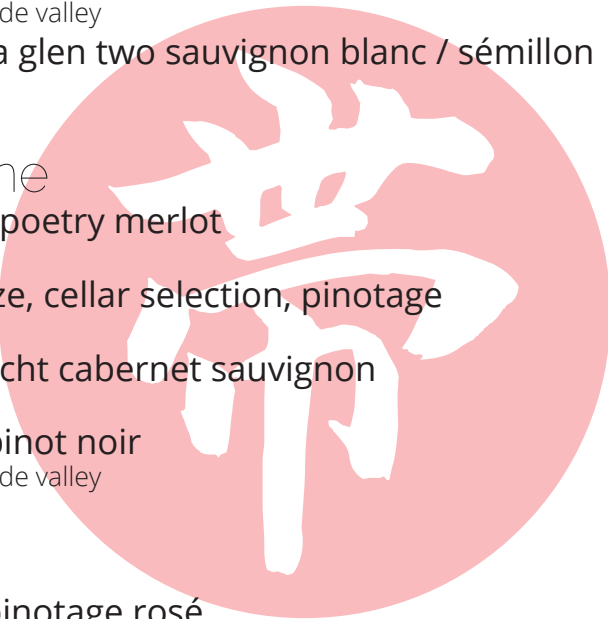 de valley
a glen two sauvignon blanc / sémillon
ne
poetry merlot
ze, cellar selection, pinotage
cht cabernet sauvignon
pinot noir
de valley
pinotage rosé
帯